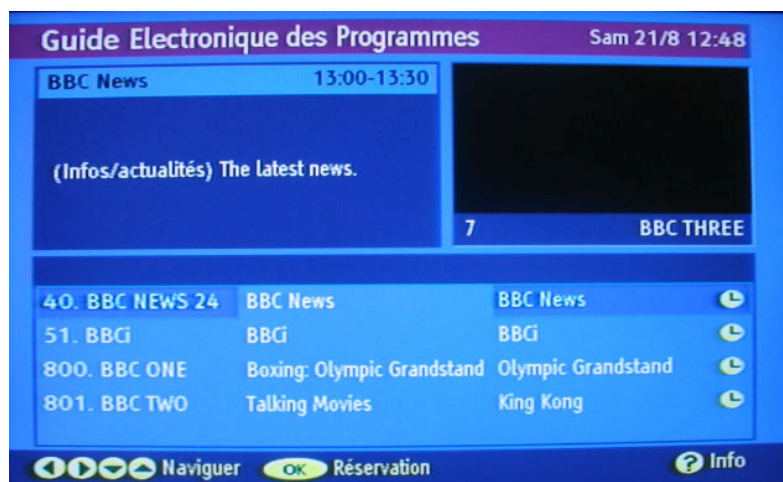 Guide Electronique des Programmes Sam 21/8 12:48
BBC News 13:00-13:30
(Infos/actualités) The latest news.
7 BBC THREE
40. BBC NEWS 24 BBC News BBC News
51. BBCi BBCi BBCi
800. BBC ONE Boxing: Olympic Grandstand Olympic Grandstand
801. BBC TWO Talking Movies King Kong
Naviguer OK Réservation ? Info